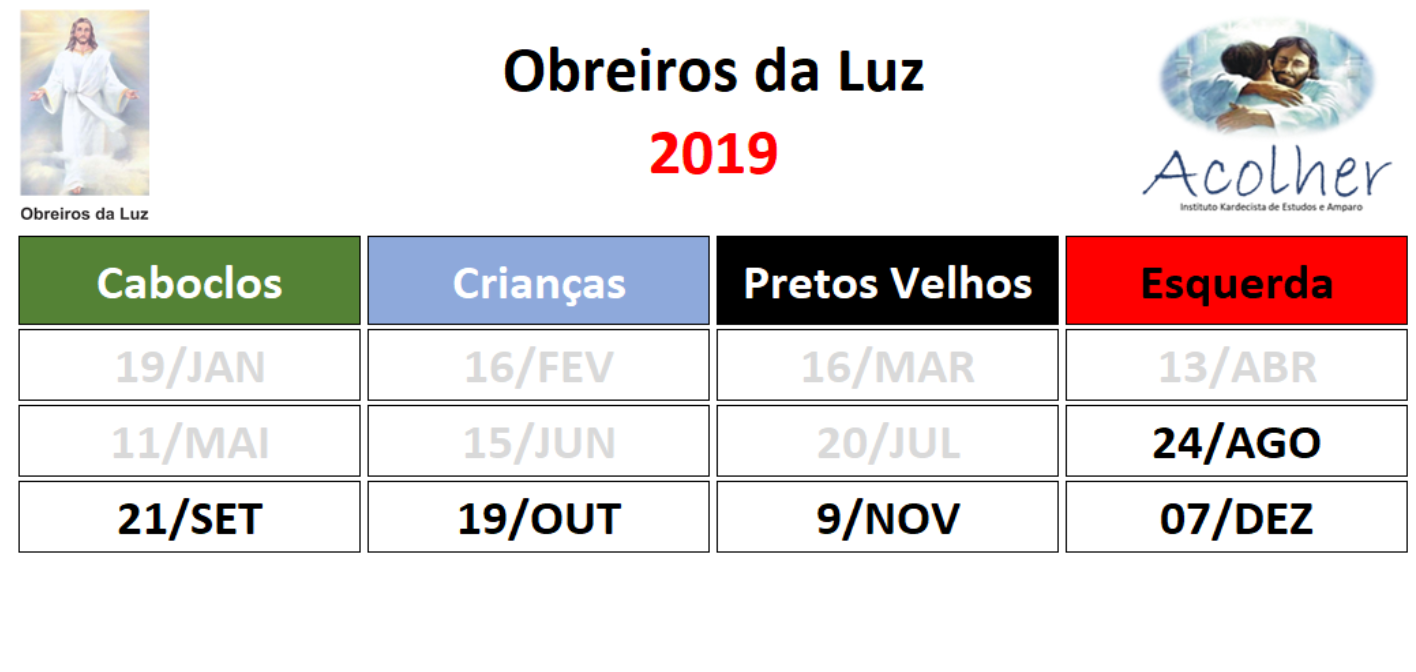 Obreiros da Luz
2019
Obreiros da Luz
Acolher
Instituto Kardecista de Estudos e Amparo
Caboclos Crianças Pretos Velhos Esquerda
19/JAN 16/FEV 16/MAR 13/ABR
11/MAI 15/JUN 20/JUL 24/AGO
21/SET 19/OUT 9/NOV 07/DEZ